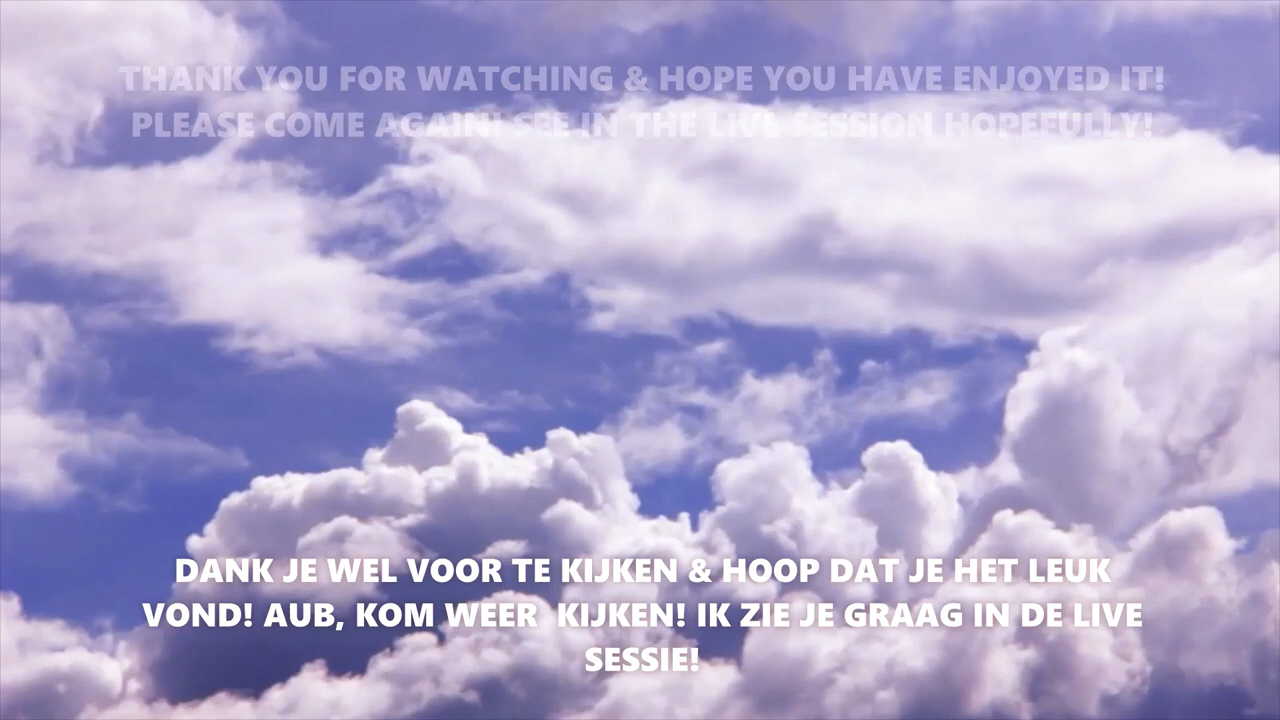 THANK YOU FOR WATCHING & HOPE YOU HAVE ENJOYED IT!
PLEASE COME AGAIN! SEE IN THE LIVE SESSION HOPEFULLY!
DANK JE WEL VOOR TE KIJKEN & HOOP DAT JE HET LEUK
VOND! AUB, KOM WEER  KIJKEN! IK ZIE JE GRAAG IN DE LIVE
SESSIE!